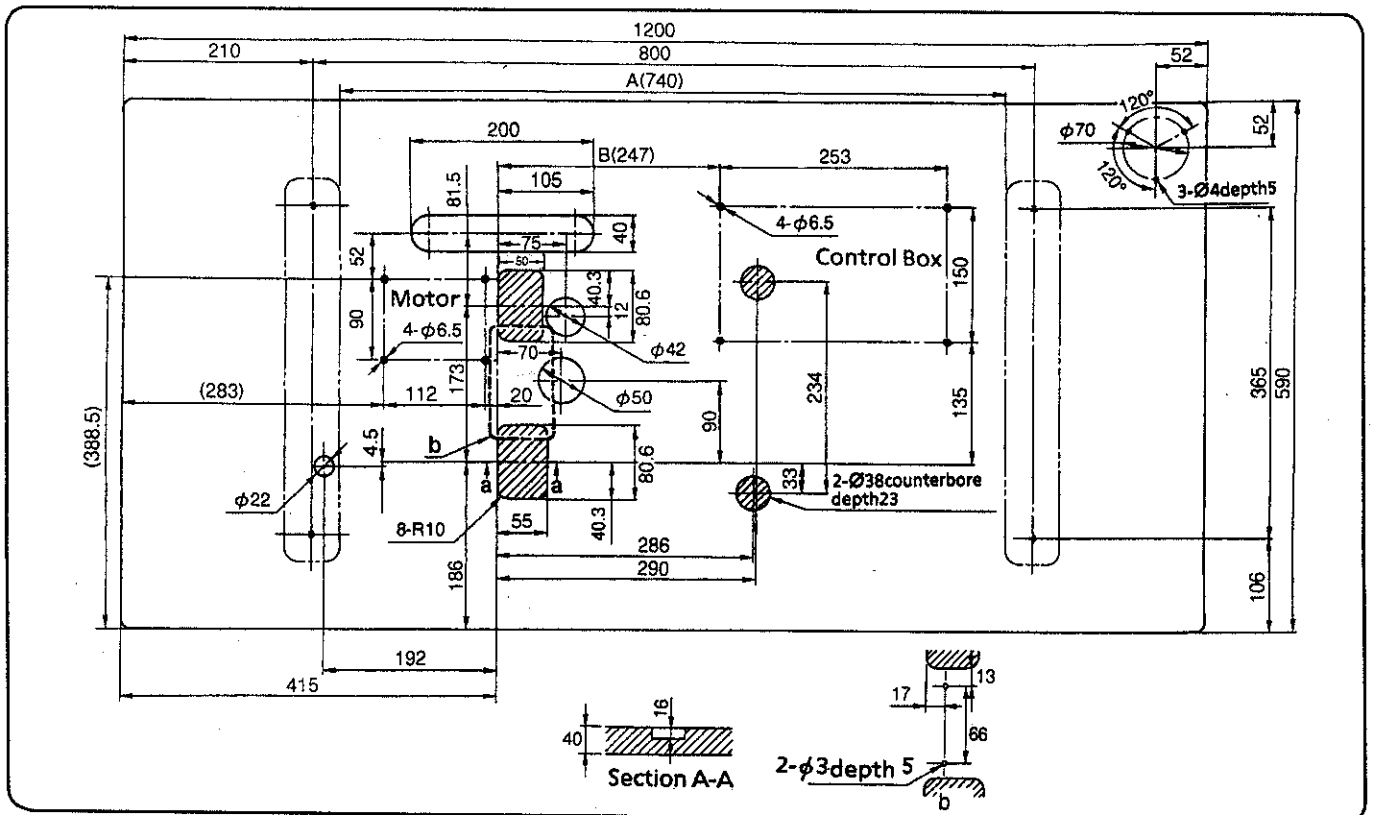 1200
210
800
52
A(740)
120°
φ70
52
200
B(247)
253
120°
3-Ø4depth5
81.5
105
4-φ6.5
40
75
52
50
Control Box
150
40.3
Motor
12
80.6
90
4-φ6.5
φ42
70
173
234
365
590
(283)
112
20
φ50
90
135
(388.5)
4.5
b
80.6
a
a
33
2-Ø38counterbore
depth23
φ22
8-R10
55
40.3
286
290
186
106
192
415
13
17
16
66
40
2-φ3depth 5
Section A-A
b